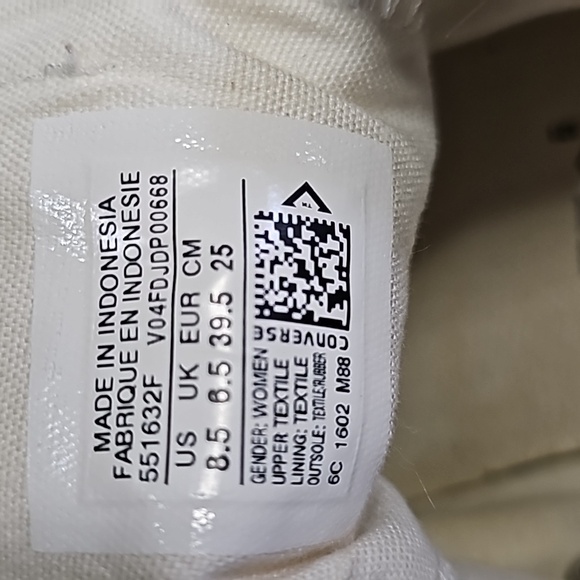 MADE IN INDONESIA
FABRIQUE EN INDONESIE
551632F V04FDJDP00668
US UK EUR CM
8.5 6.5 39.5 25
™
CONVERSE
GENDER: WOMEN
UPPER TEXTILE
LINING: TEXTILE
OUTSOLE: TEXTILE/RUBBER
6C 1602 M88